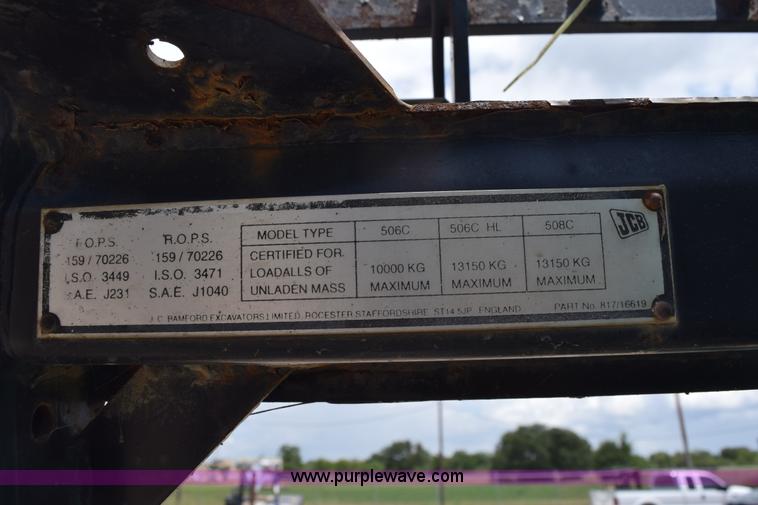 F.O.P.S.
159/70226
I.S.O. 3449
S.A.E. J231
R.O.P.S.
159/70226
I.S.O. 3471
S.A.E. J1040
MODEL TYPE 506C 506C HL 508C
CERTIFIED FOR
LOADALLS OF
UNLADEN MASS
10000 KG
MAXIMUM
13150 KG
MAXIMUM
13150 KG
MAXIMUM
JCB
J.C. BAMFORD EXCAVATORS LIMITED, ROCESTER STAFFORDSHIRE ST14 5JP ENGLAND
PART No. 817/16619
www.purplewave.com